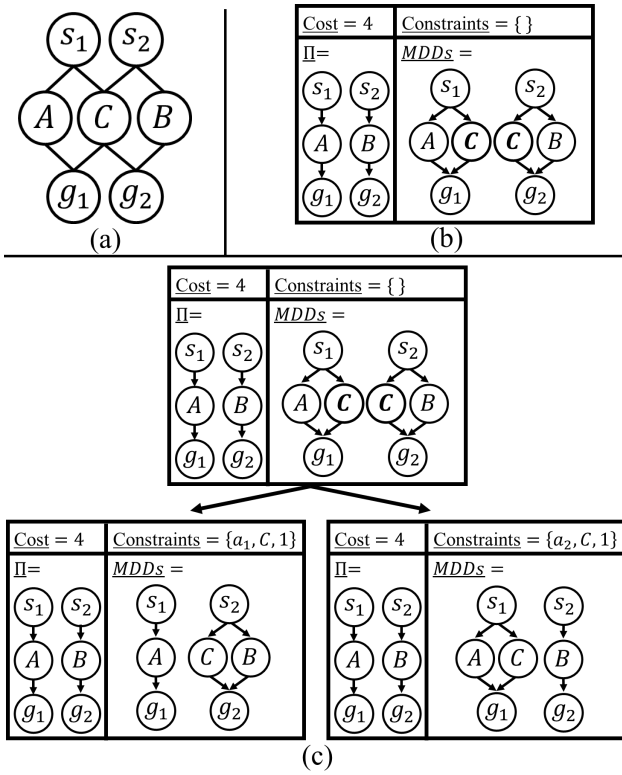 s₁ s₂
A C B
g₁ g₂
(a)
Cost = 4 Constraints = { }
Π= MDDs =
s₁ s₂ s₁ s₂
A B A C C B
g₁ g₂ g₁ g₂
(b)
Cost = 4 Constraints = { }
Π= MDDs =
s₁ s₂ s₁ s₂
A B A C C B
g₁ g₂ g₁ g₂
Cost = 4 Constraints = {a₁, C, 1}
Π= MDDs =
s₁ s₂ s₁ s₂
A B A C B
g₁ g₂ g₁ g₂
Cost = 4 Constraints = {a₂, C, 1}
Π= MDDs =
s₁ s₂ s₁ s₂
A B A C B
g₁ g₂ g₁ g₂
(c)